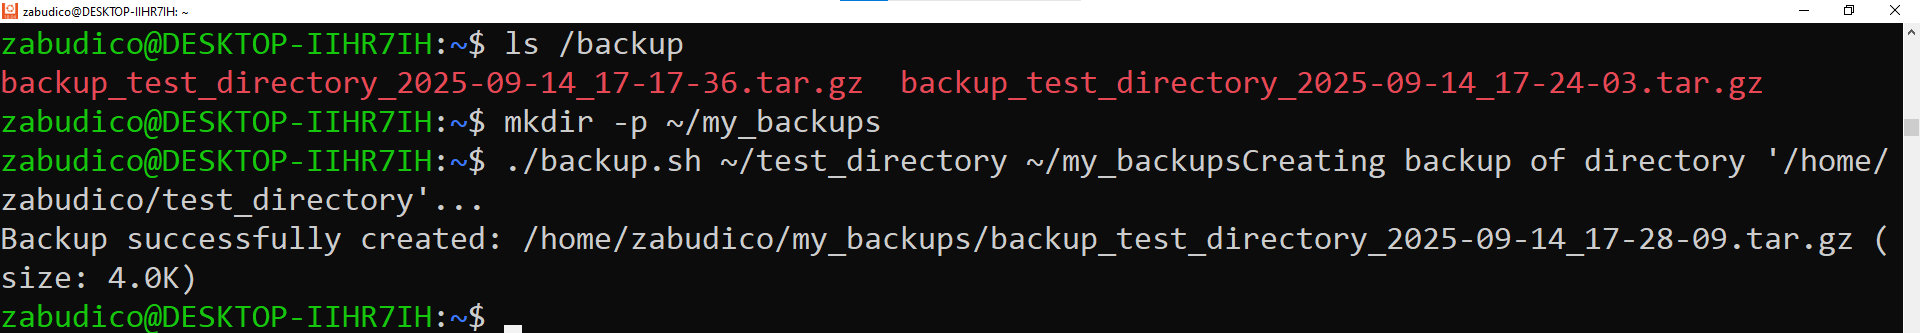 zabudico@DESKTOP-IIHR7IH: ~
zabudico@DESKTOP-IIHR7IH:~$ ls /backup
backup_test_directory_2025-09-14_17-17-36.tar.gz  backup_test_directory_2025-09-14_17-24-03.tar.gz
zabudico@DESKTOP-IIHR7IH:~$ mkdir -p ~/my_backups
zabudico@DESKTOP-IIHR7IH:~$ ./backup.sh ~/test_directory ~/my_backupsCreating backup of directory '/home/
zabudico/test_directory'...
Backup successfully created: /home/zabudico/my_backups/backup_test_directory_2025-09-14_17-28-09.tar.gz (
size: 4.0K)
zabudico@DESKTOP-IIHR7IH:~$